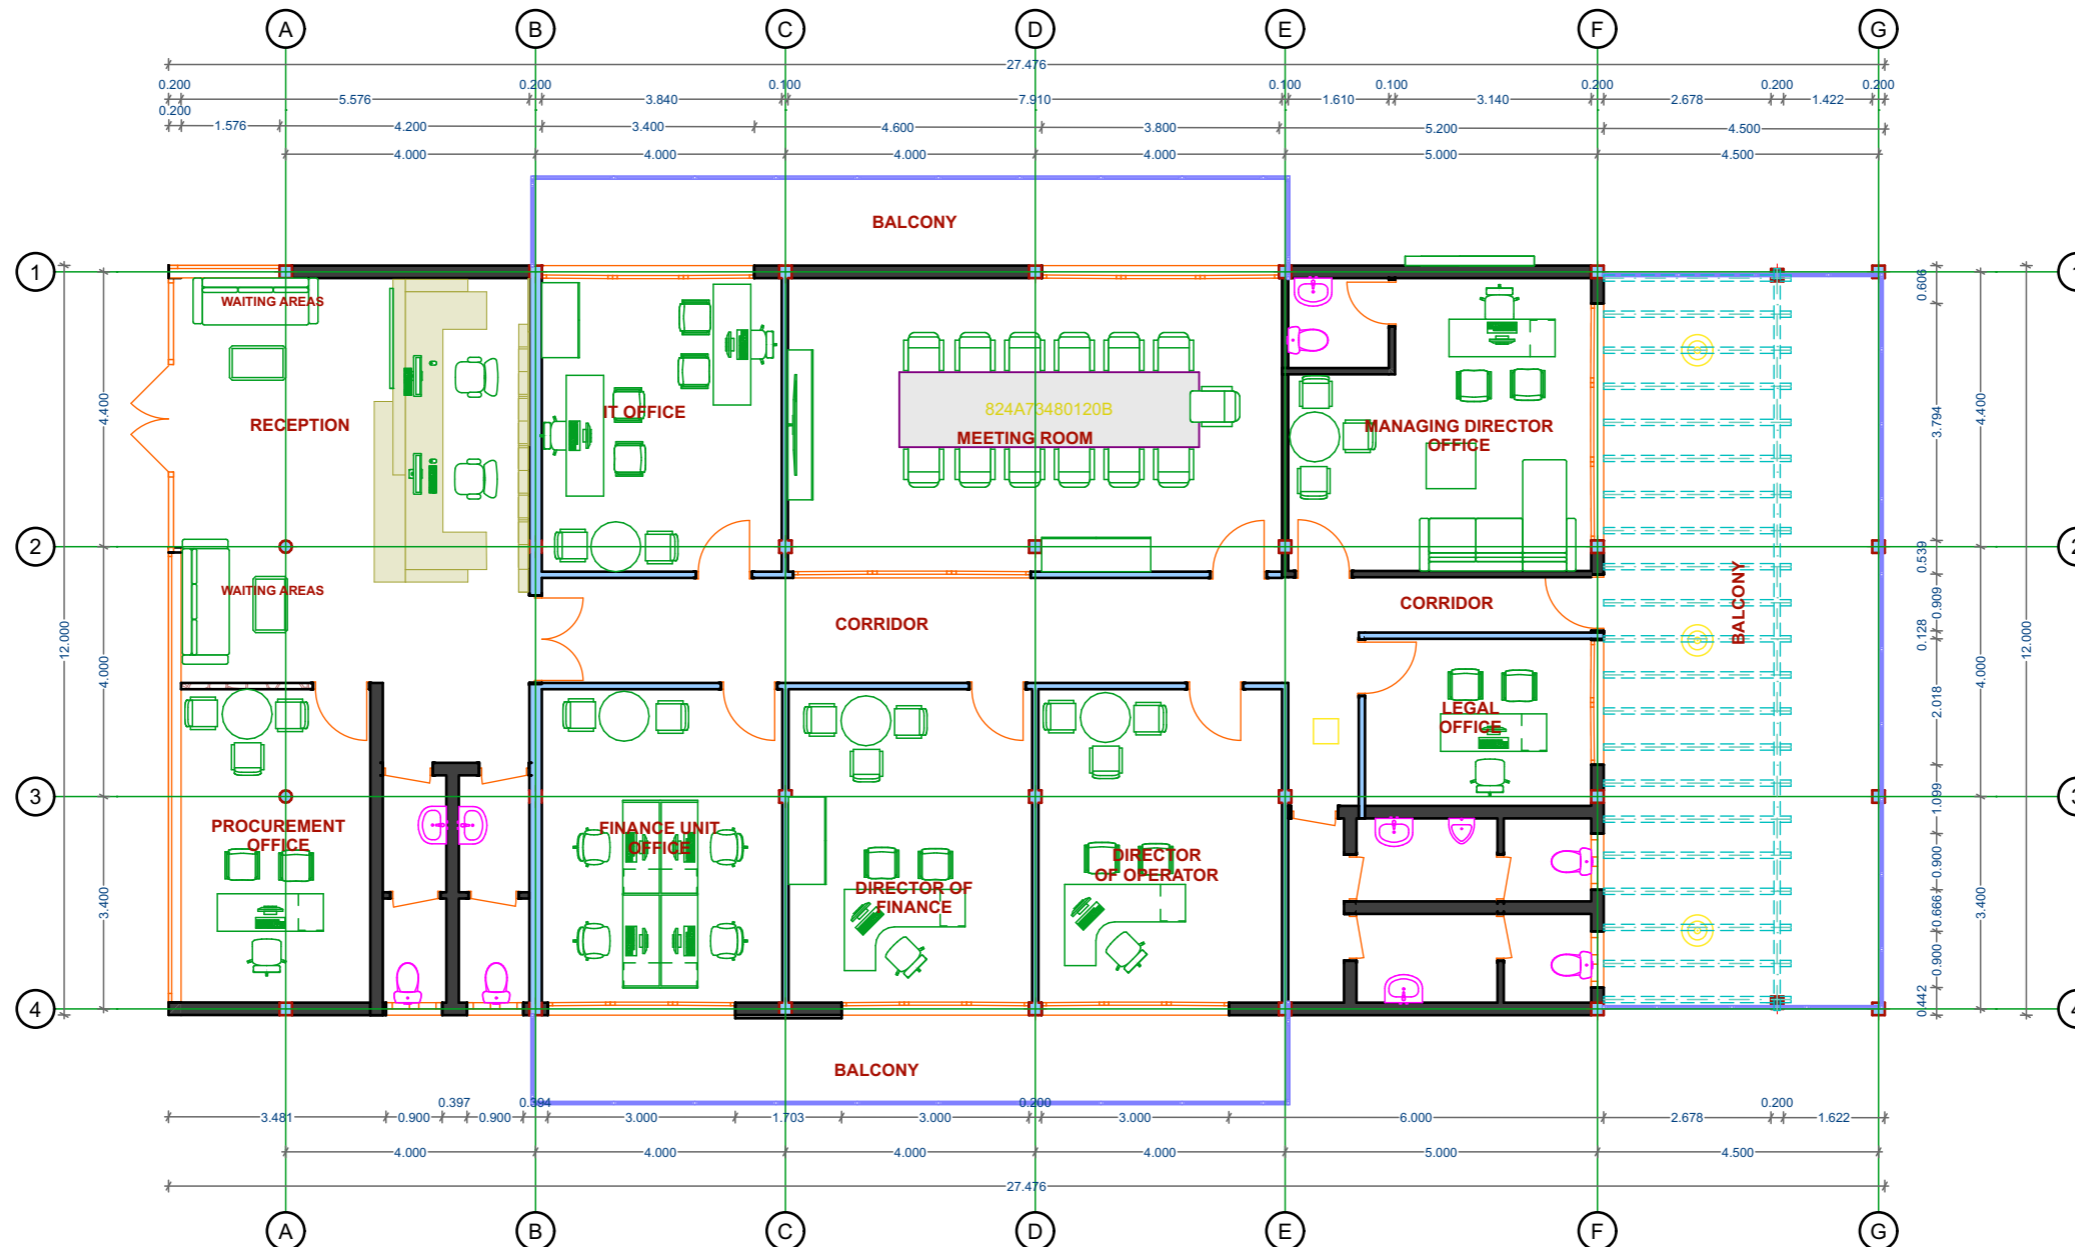 A B C D E F G
27.476
0.200 0.200 0.100 0.100 0.100 0.200 0.200 0.200
5.576 3.840 7.910 1.610 3.140 2.678 1.422
0.200
1.576 4.200 3.400 4.600 3.800 5.200 4.500
4.000 4.000 4.000 4.000 5.000 4.500
BALCONY
1 1
WAITING AREAS
0.606
4.400
RECEPTION
IT OFFICE
824A73480120B
MEETING ROOM
MANAGING DIRECTOR
OFFICE
3.794
4.400
2 2
0.539
WAITING AREAS
CORRIDOR
CORRIDOR
BALCONY
0.909
0.128
12.000
12.000
4.000
4.000
LEGAL
OFFICE
2.018
3 3
1.099
PROCUREMENT
OFFICE
FINANCE UNIT
OFFICE
DIRECTOR OF
FINANCE
DIRECTOR
OF OPERATOR
0.900
0.666
0.900
3.400
3.400
0.442
4 4
BALCONY
0.397 0.394 0.200 0.200
3.481 0.900 0.900 3.000 1.703 3.000 3.000 6.000 2.678 1.622
4.000 4.000 4.000 4.000 5.000 4.500
27.476
A B C D E F G